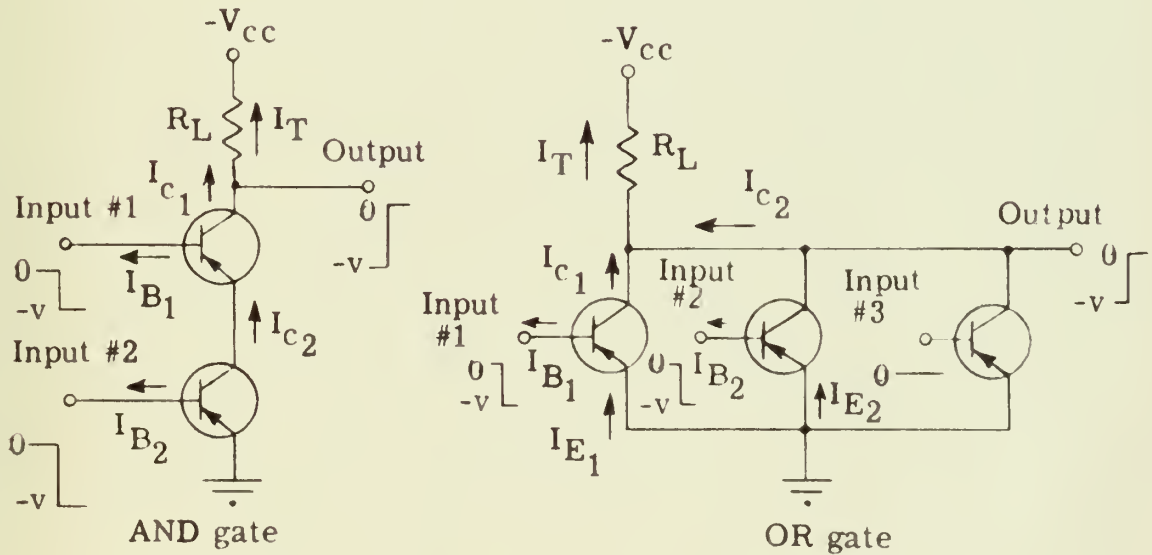 -VCC
RL
IT
Output
0
-v
IC1
Input #1
IB1
0
-v
IC2
Input #2
IB2
0
-v
AND gate
-VCC
IT
RL
IC2
Output
0
-v
IC1
Input
#1
IB1
0
-v
IE1
Input
#2
IB2
0
-v
IE2
Input
#3
0
OR gate